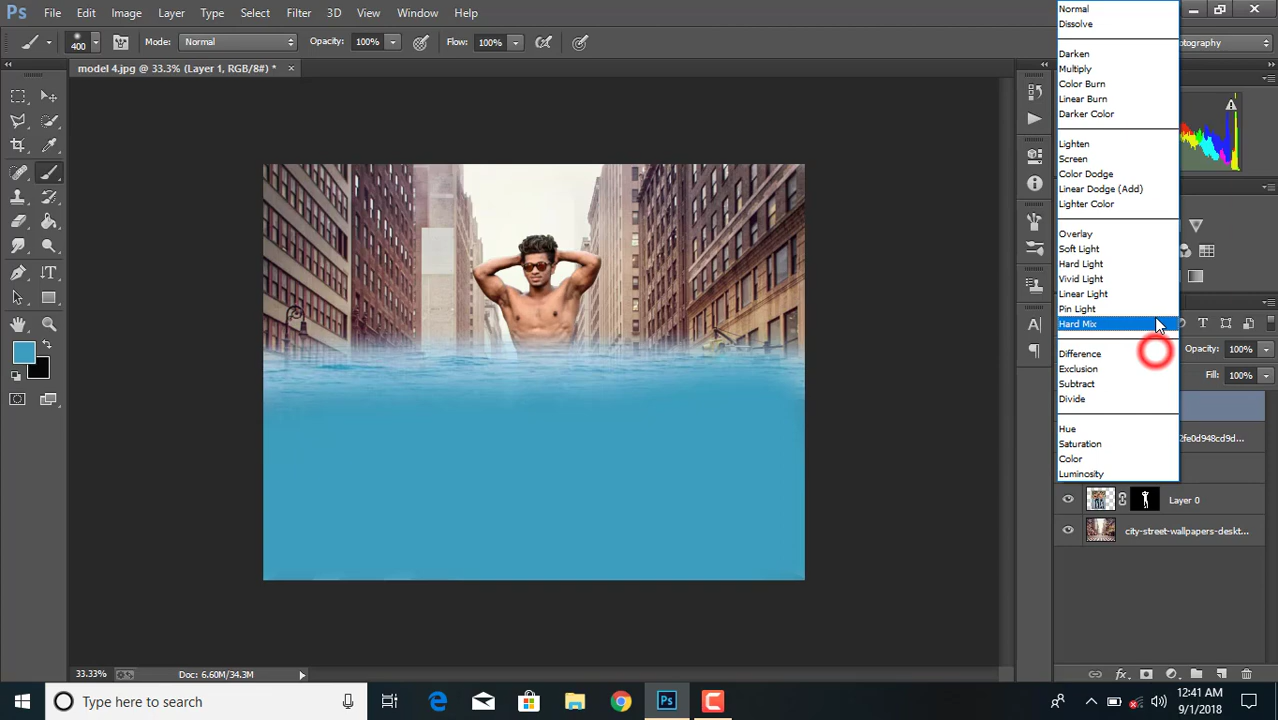 Ps File Edit Image Layer Type Select Filter 3D View Window Help
400 Mode: Normal Opacity: 100% Flow: 100% otography
model 4.jpg @ 33.3% (Layer 1, RGB/8#) * ×
Normal
Dissolve
Darken
Multiply
Color Burn
Linear Burn
Darker Color
Lighten
Screen
Color Dodge
Linear Dodge (Add)
Lighter Color
Overlay
Soft Light
Hard Light
Vivid Light
Linear Light
Pin Light
Hard Mix
Difference
Exclusion
Subtract
Divide
Hue
Saturation
Color
Luminosity
Opacity: 100%
Fill: 100%
2fe0d948cd9d...
Layer 0
city-street-wallpapers-deskt...
33.33% Doc: 6.60M/34.3M
Type here to search
12:41 AM
9/1/2018